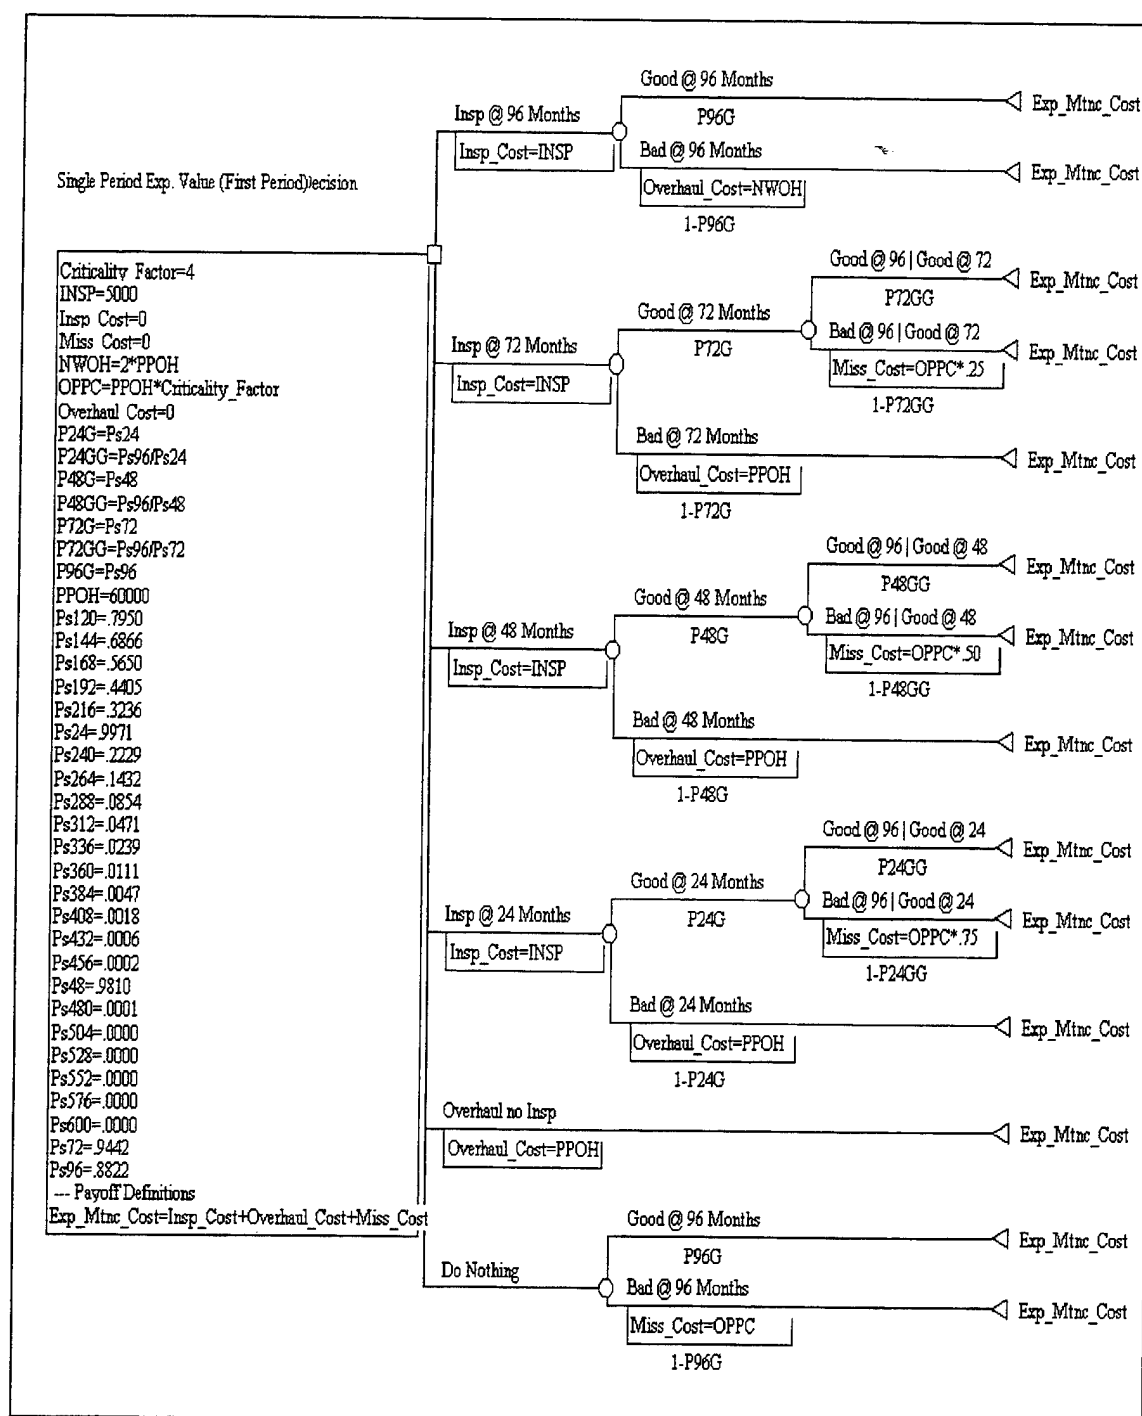 Single Period Exp. Value (First Period))ecision
Criticality Factor=4
INSP=5000
Insp Cost=0
Miss Cost=0
NWOH=2*PPOH
OPPC=PPOH*Criticality_Factor
Overhaul Cost=0
P24G=Ps24
P24GG=Ps96/Ps24
P48G=Ps48
P48GG=Ps96/Ps48
P72G=Ps72
P72GG=Ps96/Ps72
P96G=Ps96
PPOH=60000
Ps120=.7950
Ps144=.6866
Ps168=.5650
Ps192=.4405
Ps216=.3236
Ps24=.9971
Ps240=.2229
Ps264=.1432
Ps288=.0854
Ps312=.0471
Ps336=.0239
Ps360=.0111
Ps384=.0047
Ps408=.0018
Ps432=.0006
Ps456=.0002
Ps48=.9810
Ps480=.0001
Ps504=.0000
Ps528=.0000
Ps552=.0000
Ps576=.0000
Ps600=.0000
Ps72=.9442
Ps96=.8822
--- Payoff Definitions
Exp_Mtnc_Cost=Insp_Cost+Overhaul_Cost+Miss_Cost
Insp @ 96 Months
Insp_Cost=INSP
Good @ 96 Months
P96G
Exp_Mtnc_Cost
Bad @ 96 Months
Overhaul_Cost=NWOH
1-P96G
Exp_Mtnc_Cost
Insp @ 72 Months
Insp_Cost=INSP
Good @ 72 Months
P72G
Good @ 96 | Good @ 72
P72GG
Exp_Mtnc_Cost
Bad @ 96 | Good @ 72
Miss_Cost=OPPC*.25
1-P72GG
Exp_Mtnc_Cost
Bad @ 72 Months
Overhaul_Cost=PPOH
1-P72G
Exp_Mtnc_Cost
Insp @ 48 Months
Insp_Cost=INSP
Good @ 48 Months
P48G
Good @ 96 | Good @ 48
P48GG
Exp_Mtnc_Cost
Bad @ 96 | Good @ 48
Miss_Cost=OPPC*.50
1-P48GG
Exp_Mtnc_Cost
Bad @ 48 Months
Overhaul_Cost=PPOH
1-P48G
Exp_Mtnc_Cost
Insp @ 24 Months
Insp_Cost=INSP
Good @ 24 Months
P24G
Good @ 96 | Good @ 24
P24GG
Exp_Mtnc_Cost
Bad @ 96 | Good @ 24
Miss_Cost=OPPC*.75
1-P24GG
Exp_Mtnc_Cost
Bad @ 24 Months
Overhaul_Cost=PPOH
1-P24G
Exp_Mtnc_Cost
Overhaul no Insp
Overhaul_Cost=PPOH
Exp_Mtnc_Cost
Do Nothing
Good @ 96 Months
P96G
Exp_Mtnc_Cost
Bad @ 96 Months
Miss_Cost=OPPC
1-P96G
Exp_Mtnc_Cost